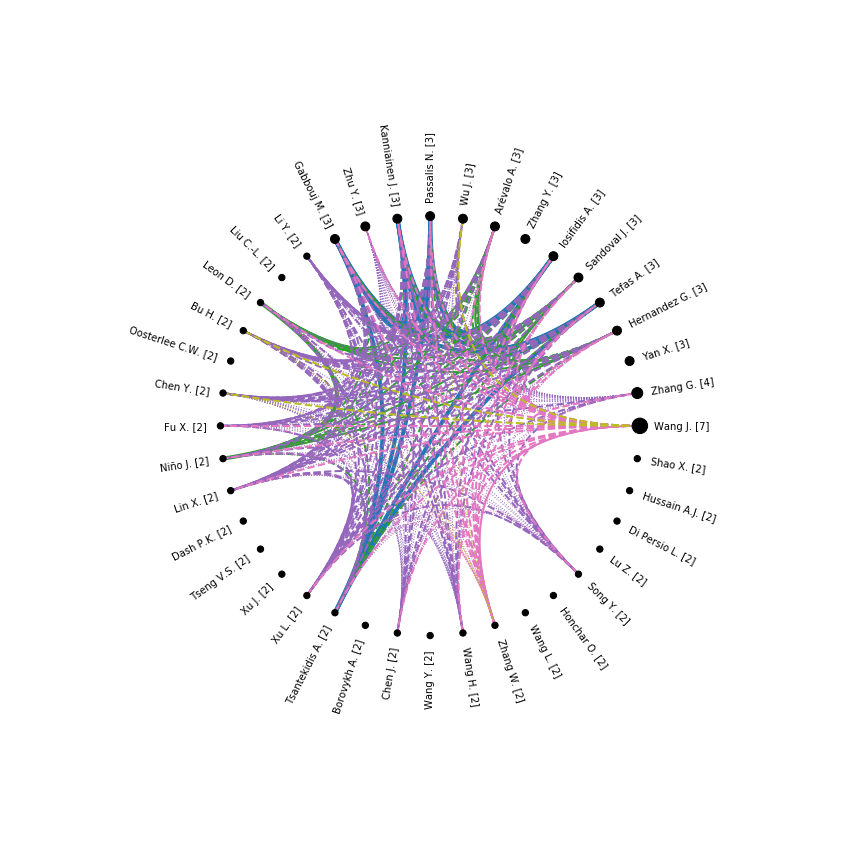 Kanniainen J. [3]
Passalis N. [3]
Wu J. [3]
Arévalo A. [3]
Zhang Y. [3]
Iosifidis A. [3]
Sandoval J. [3]
Tefas A. [3]
Hernandez G. [3]
Yan X. [3]
Zhang G. [4]
Wang J. [7]
Shao X. [2]
Hussain A.J. [2]
Di Persio L. [2]
Lu Z. [2]
Song Y. [2]
Honchar O. [2]
Wang L. [2]
Zhang W. [2]
Wang H. [2]
Wang Y. [2]
Chen J. [2]
Borovykh A. [2]
Tsantekidis A. [2]
Xu L. [2]
Xu J. [2]
Tseng V.S. [2]
Dash P.K. [2]
Lin X. [2]
Niño J. [2]
Fu X. [2]
Chen Y. [2]
Oosterlee C.W. [2]
Bu H. [2]
Leon D. [2]
Liu C.-L. [2]
Li Y. [2]
Gabbouj M. [3]
Zhu Y. [3]